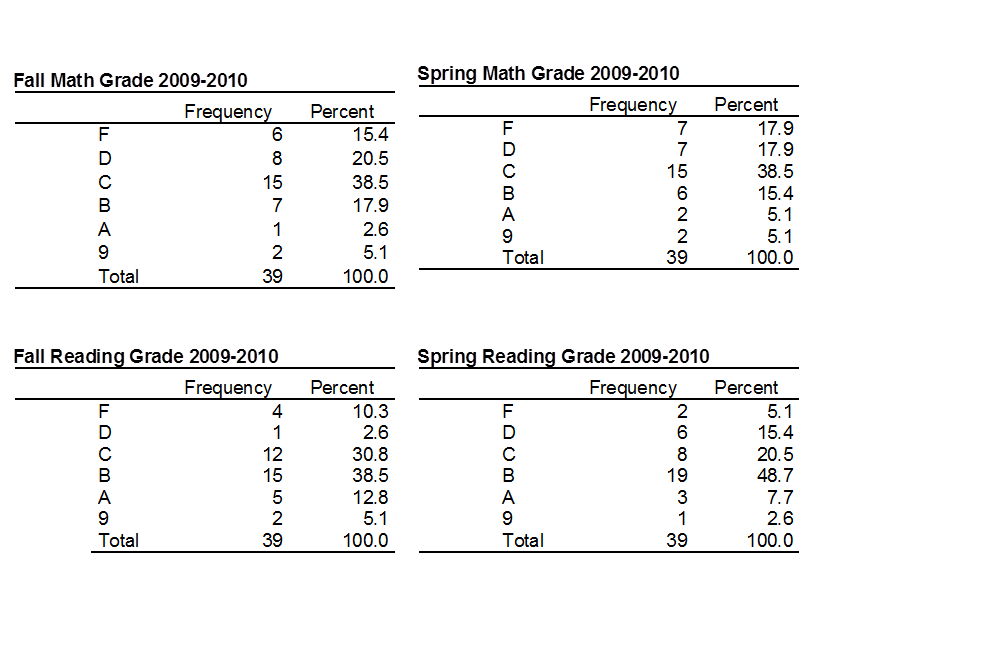 Fall Math Grade 2009-2010
Frequency Percent
F 6 15.4
D 8 20.5
C 15 38.5
B 7 17.9
A 1 2.6
9 2 5.1
Total 39 100.0
Spring Math Grade 2009-2010
Frequency Percent
F 7 17.9
D 7 17.9
C 15 38.5
B 6 15.4
A 2 5.1
9 2 5.1
Total 39 100.0
Fall Reading Grade 2009-2010
Frequency Percent
F 4 10.3
D 1 2.6
C 12 30.8
B 15 38.5
A 5 12.8
9 2 5.1
Total 39 100.0
Spring Reading Grade 2009-2010
Frequency Percent
F 2 5.1
D 6 15.4
C 8 20.5
B 19 48.7
A 3 7.7
9 1 2.6
Total 39 100.0